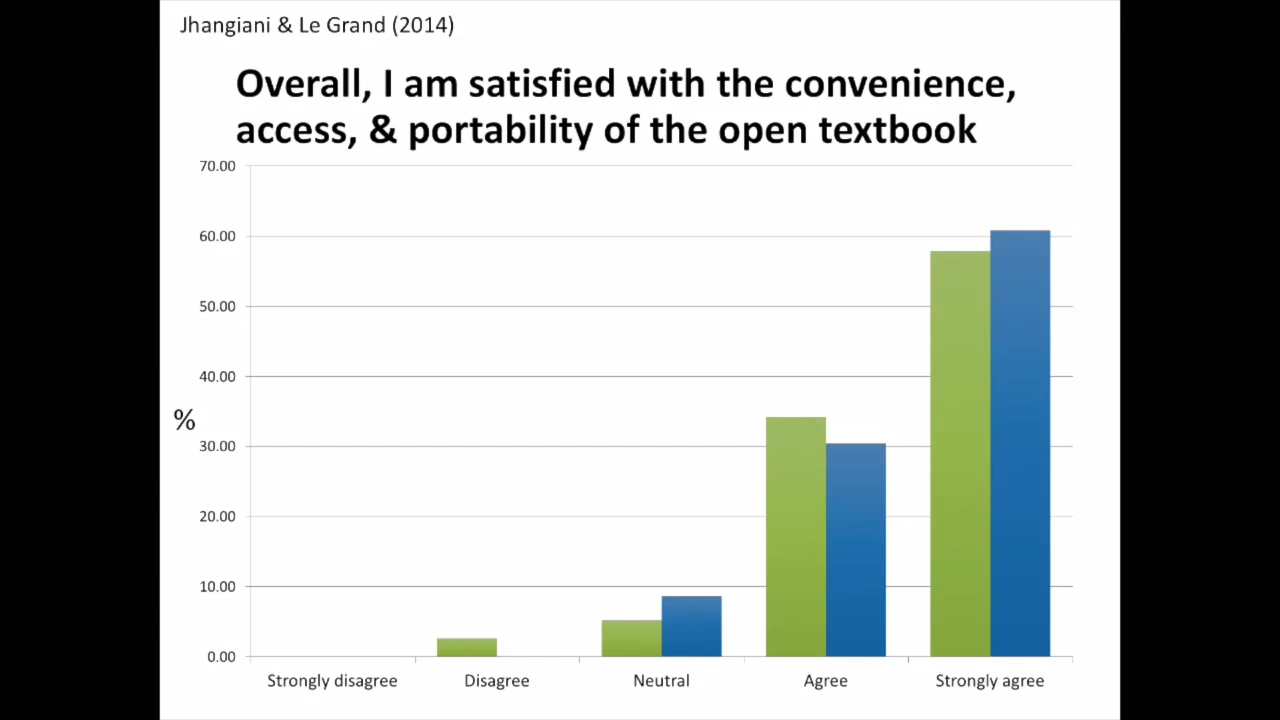 Jhangiani & Le Grand (2014)
Overall, I am satisfied with the convenience,
access, & portability of the open textbook
70.00
60.00
50.00
40.00
%
30.00
20.00
10.00
0.00
Strongly disagree Disagree Neutral Agree Strongly agree